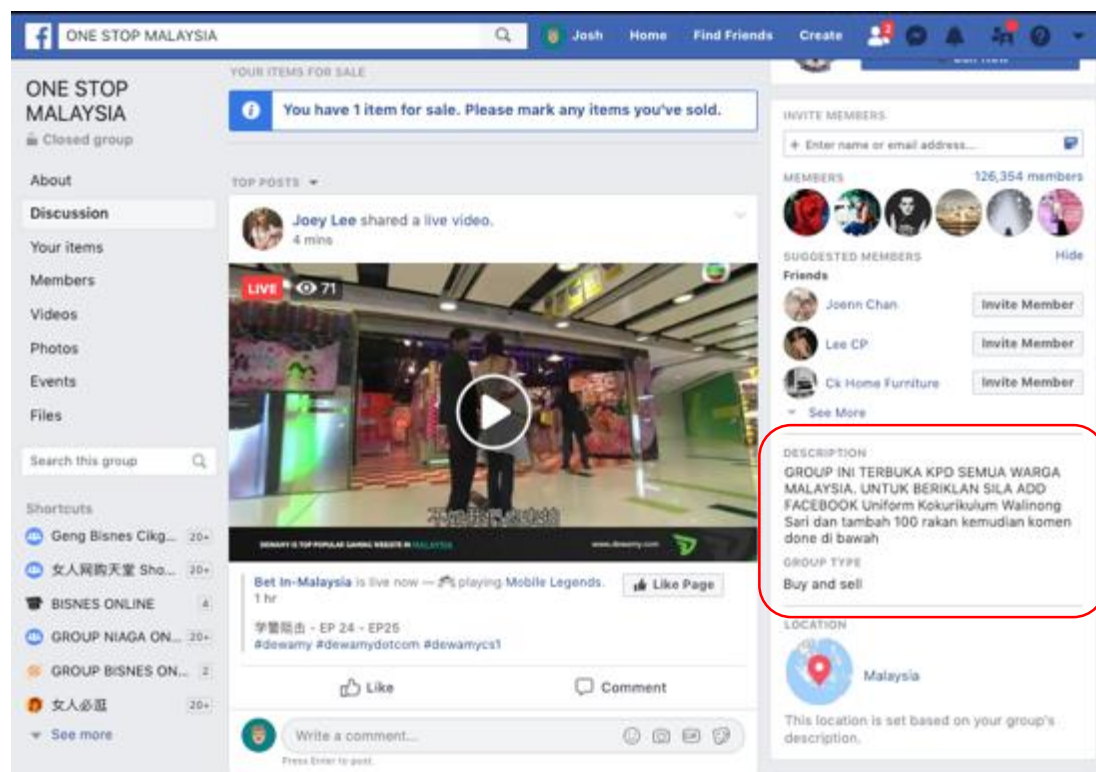 ONE STOP MALAYSIA
Josh
Home
Find Friends
Create
2
ONE STOP
MALAYSIA
Closed group
About
Discussion
Your items
Members
Videos
Photos
Events
Files
Search this group
Shortcuts
Geng Bisnes Cikg... 20+
女人网购天堂 Sho... 20+
BISNES ONLINE 4
GROUP NIAGA ON... 20+
GROUP BISNES ON... 2
女人必逛 20+
See more
YOUR ITEMS FOR SALE
You have 1 item for sale. Please mark any items you've sold.
TOP POSTS
Joey Lee shared a live video.
4 mins
LIVE 71
DEWAMY IS TOP POPULAR GAMING WEBSITE IN MALAYSIA
www.dewamy.com
Bet In-Malaysia is live now — playing Mobile Legends.
1 hr
Like Page
学警阻击 - EP 24 - EP25
#dewamy #dewamydotcom #dewamycs1
Like
Comment
Write a comment...
Press Enter to post.
INVITE MEMBERS
+ Enter name or email address...
MEMBERS
126,354 members
SUGGESTED MEMBERS
Hide
Friends
Joenn Chan
Invite Member
Lee CP
Invite Member
Ck Home Furniture
Invite Member
See More
DESCRIPTION
GROUP INI TERBUKA KPD SEMUA WARGA
MALAYSIA. UNTUK BERIKLAN SILA ADD
FACEBOOK Uniform Kokurikulum Walinong
Sari dan tambah 100 rakan kemudian komen
done di bawah
GROUP TYPE
Buy and sell
LOCATION
Malaysia
This location is set based on your group's
description.